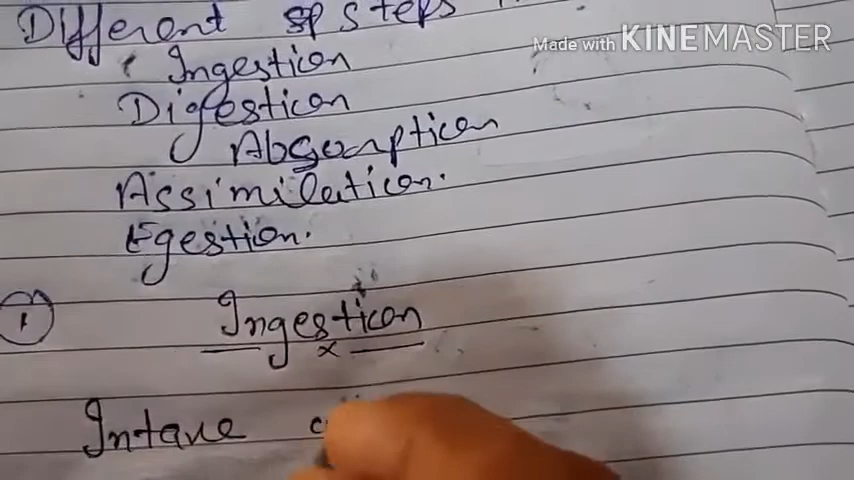 Different steps
Made with KINEMASTER
Ingestion
Digestion
Absorption
Assimilation.
Egestion.
1
Ingestion
Intake